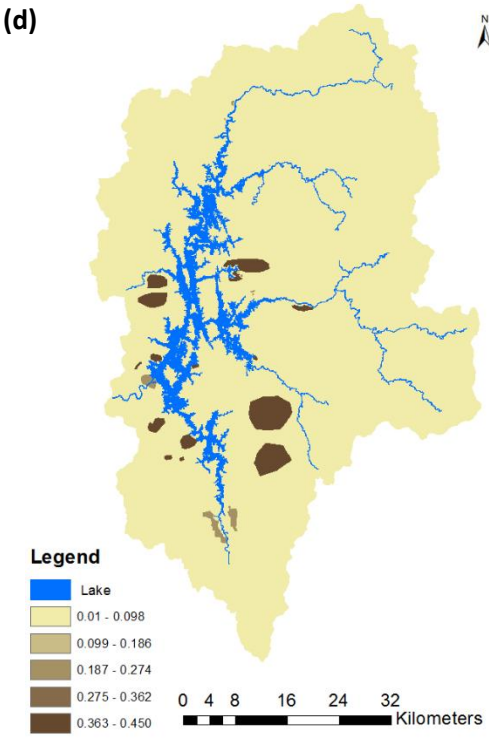 (d)
N
Legend
Lake
0.01 - 0.098
0.099 - 0.186
0.187 - 0.274
0.275 - 0.362
0.363 - 0.450
0 4 8 16 24 32
Kilometers